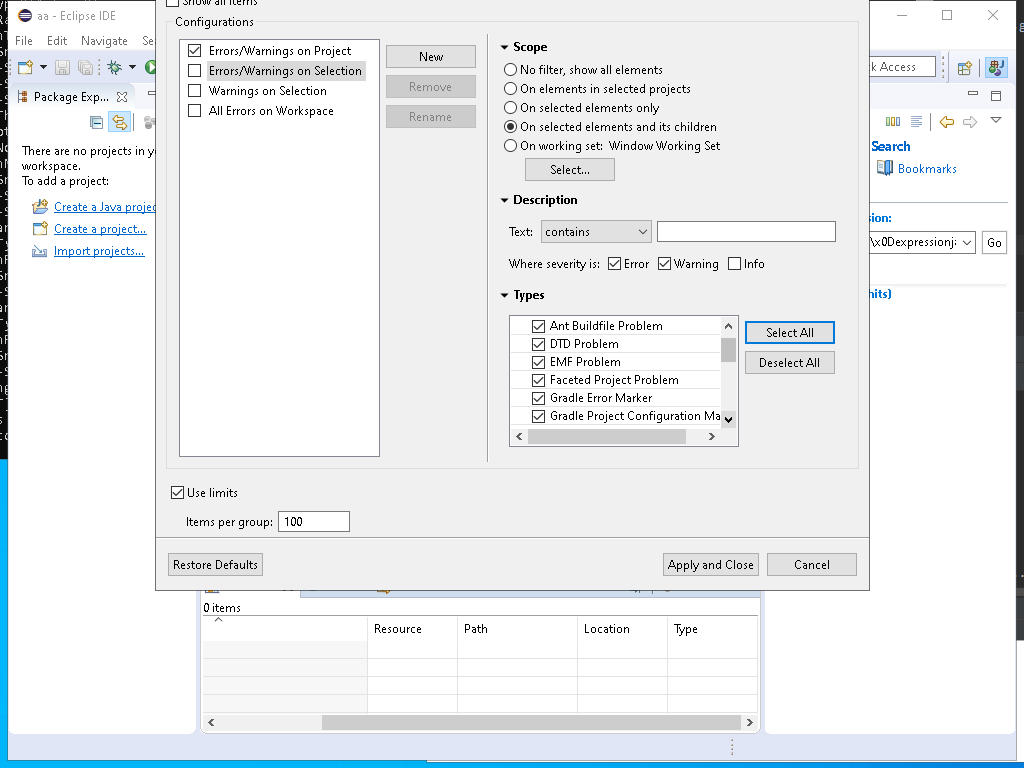 aa - Eclipse IDE
Show all items
File Edit Navigate
Configurations
Errors/Warnings on Project
Errors/Warnings on Selection
Warnings on Selection
All Errors on Workspace
New
Remove
Rename
Scope
No filter, show all elements
On elements in selected projects
On selected elements only
On selected elements and its children
On working set: Window Working Set
Select...
Description
Text: contains
Where severity is: Error Warning Info
Types
Ant Buildfile Problem
DTD Problem
EMF Problem
Faceted Project Problem
Gradle Error Marker
Gradle Project Configuration Ma
Select All
Deselect All
Use limits
Items per group: 100
Restore Defaults
Apply and Close
Cancel
Package Exp...
There are no projects in
workspace.
To add a project:
Create a Java projec
Create a project...
Import projects...
k Access
Search
Bookmarks
sion:
\x0Dexpression
Go
hits)
0 items
Resource Path Location Type